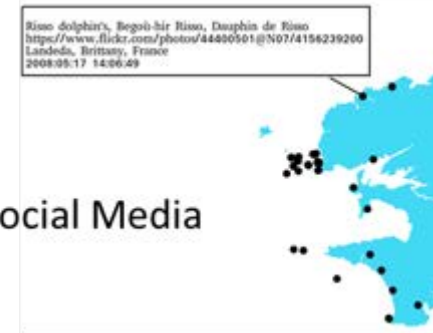 Risso dolphin's, Begoù-hir Risso, Dauphin de Risso
https://www.flickr.com/photos/44400501@N07/4156239200
Landeda, Brittany, France
2008:05:17 14:06:49
ocial Media